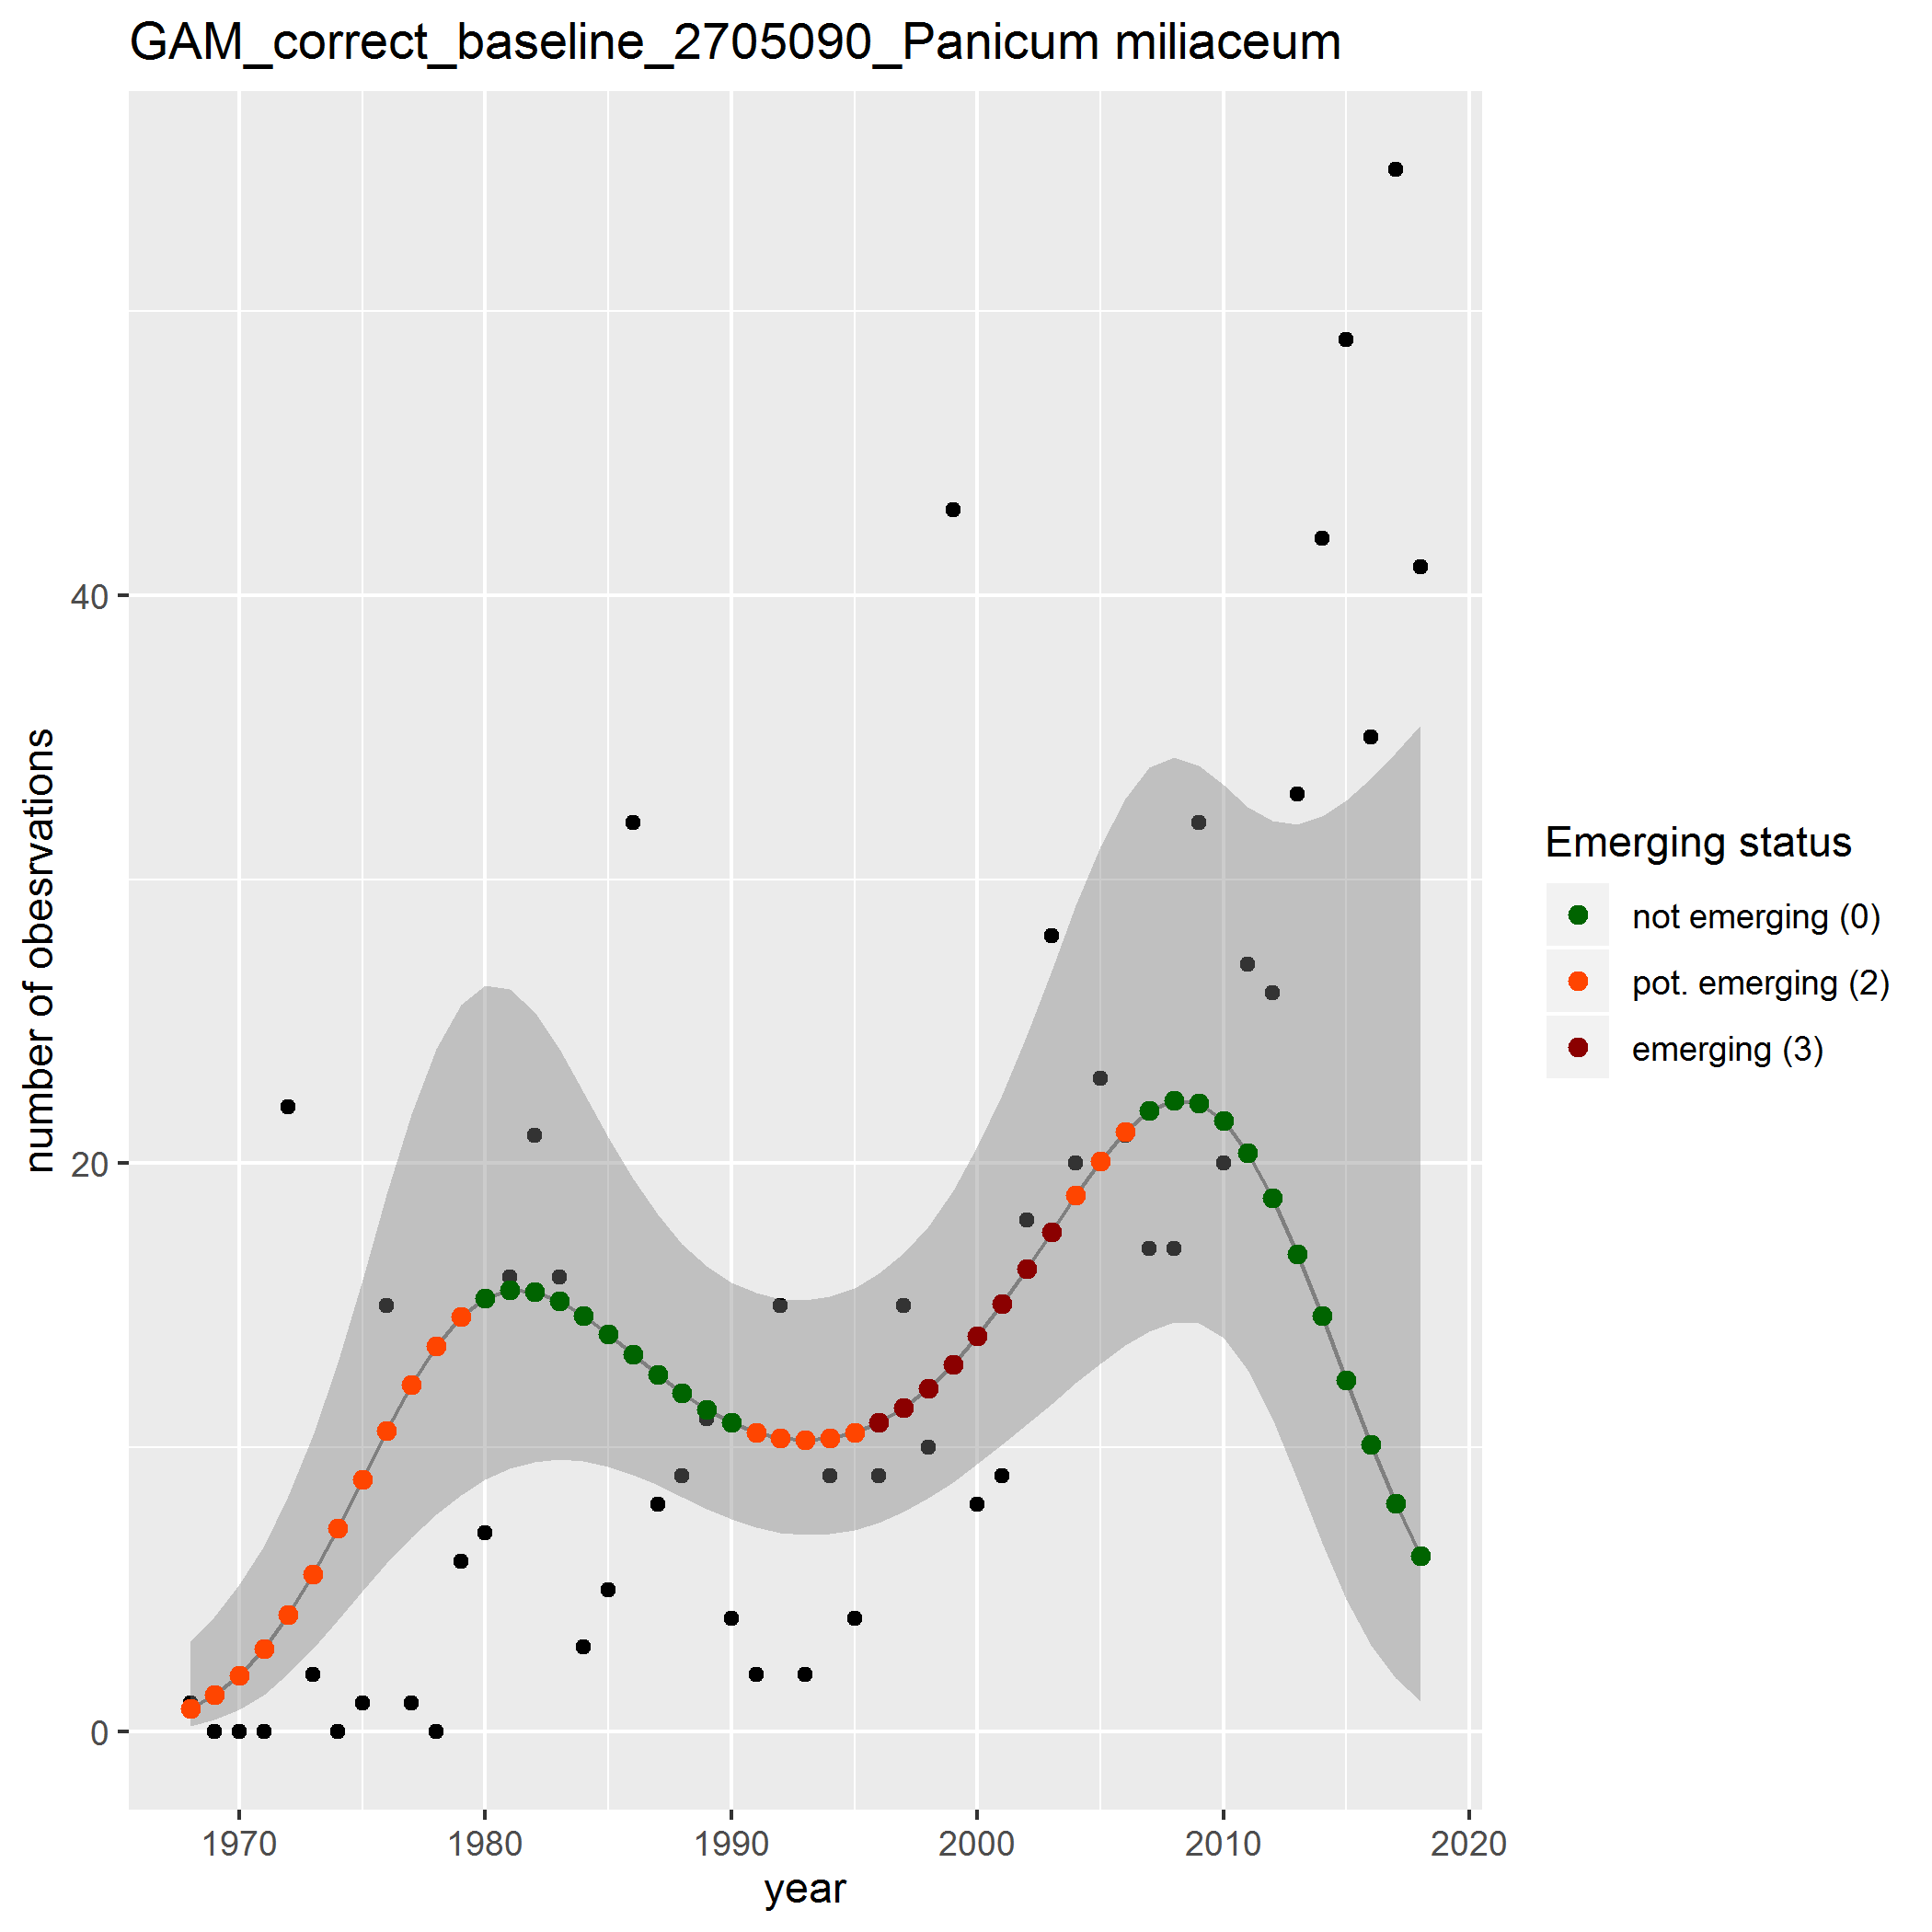 GAM_correct_baseline_2705090_Panicum miliaceum
number of obesrvations
40
20
0
1970
1980
1990
2000
2010
2020
year
Emerging status
not emerging (0)
pot. emerging (2)
emerging (3)